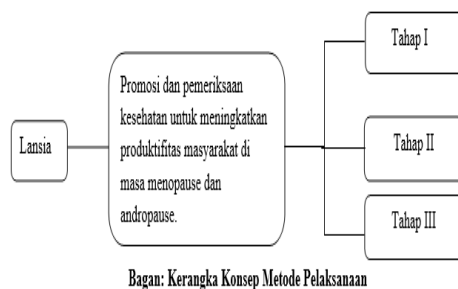 Lansia
Promosi dan pemeriksaan
kesehatan untuk meningkatkan
produktifitas masyarakat di
masa menopause dan
andropause.
Tahap I
Tahap II
Tahap III
Bagan: Kerangka Konsep Metode Pelaksanaan